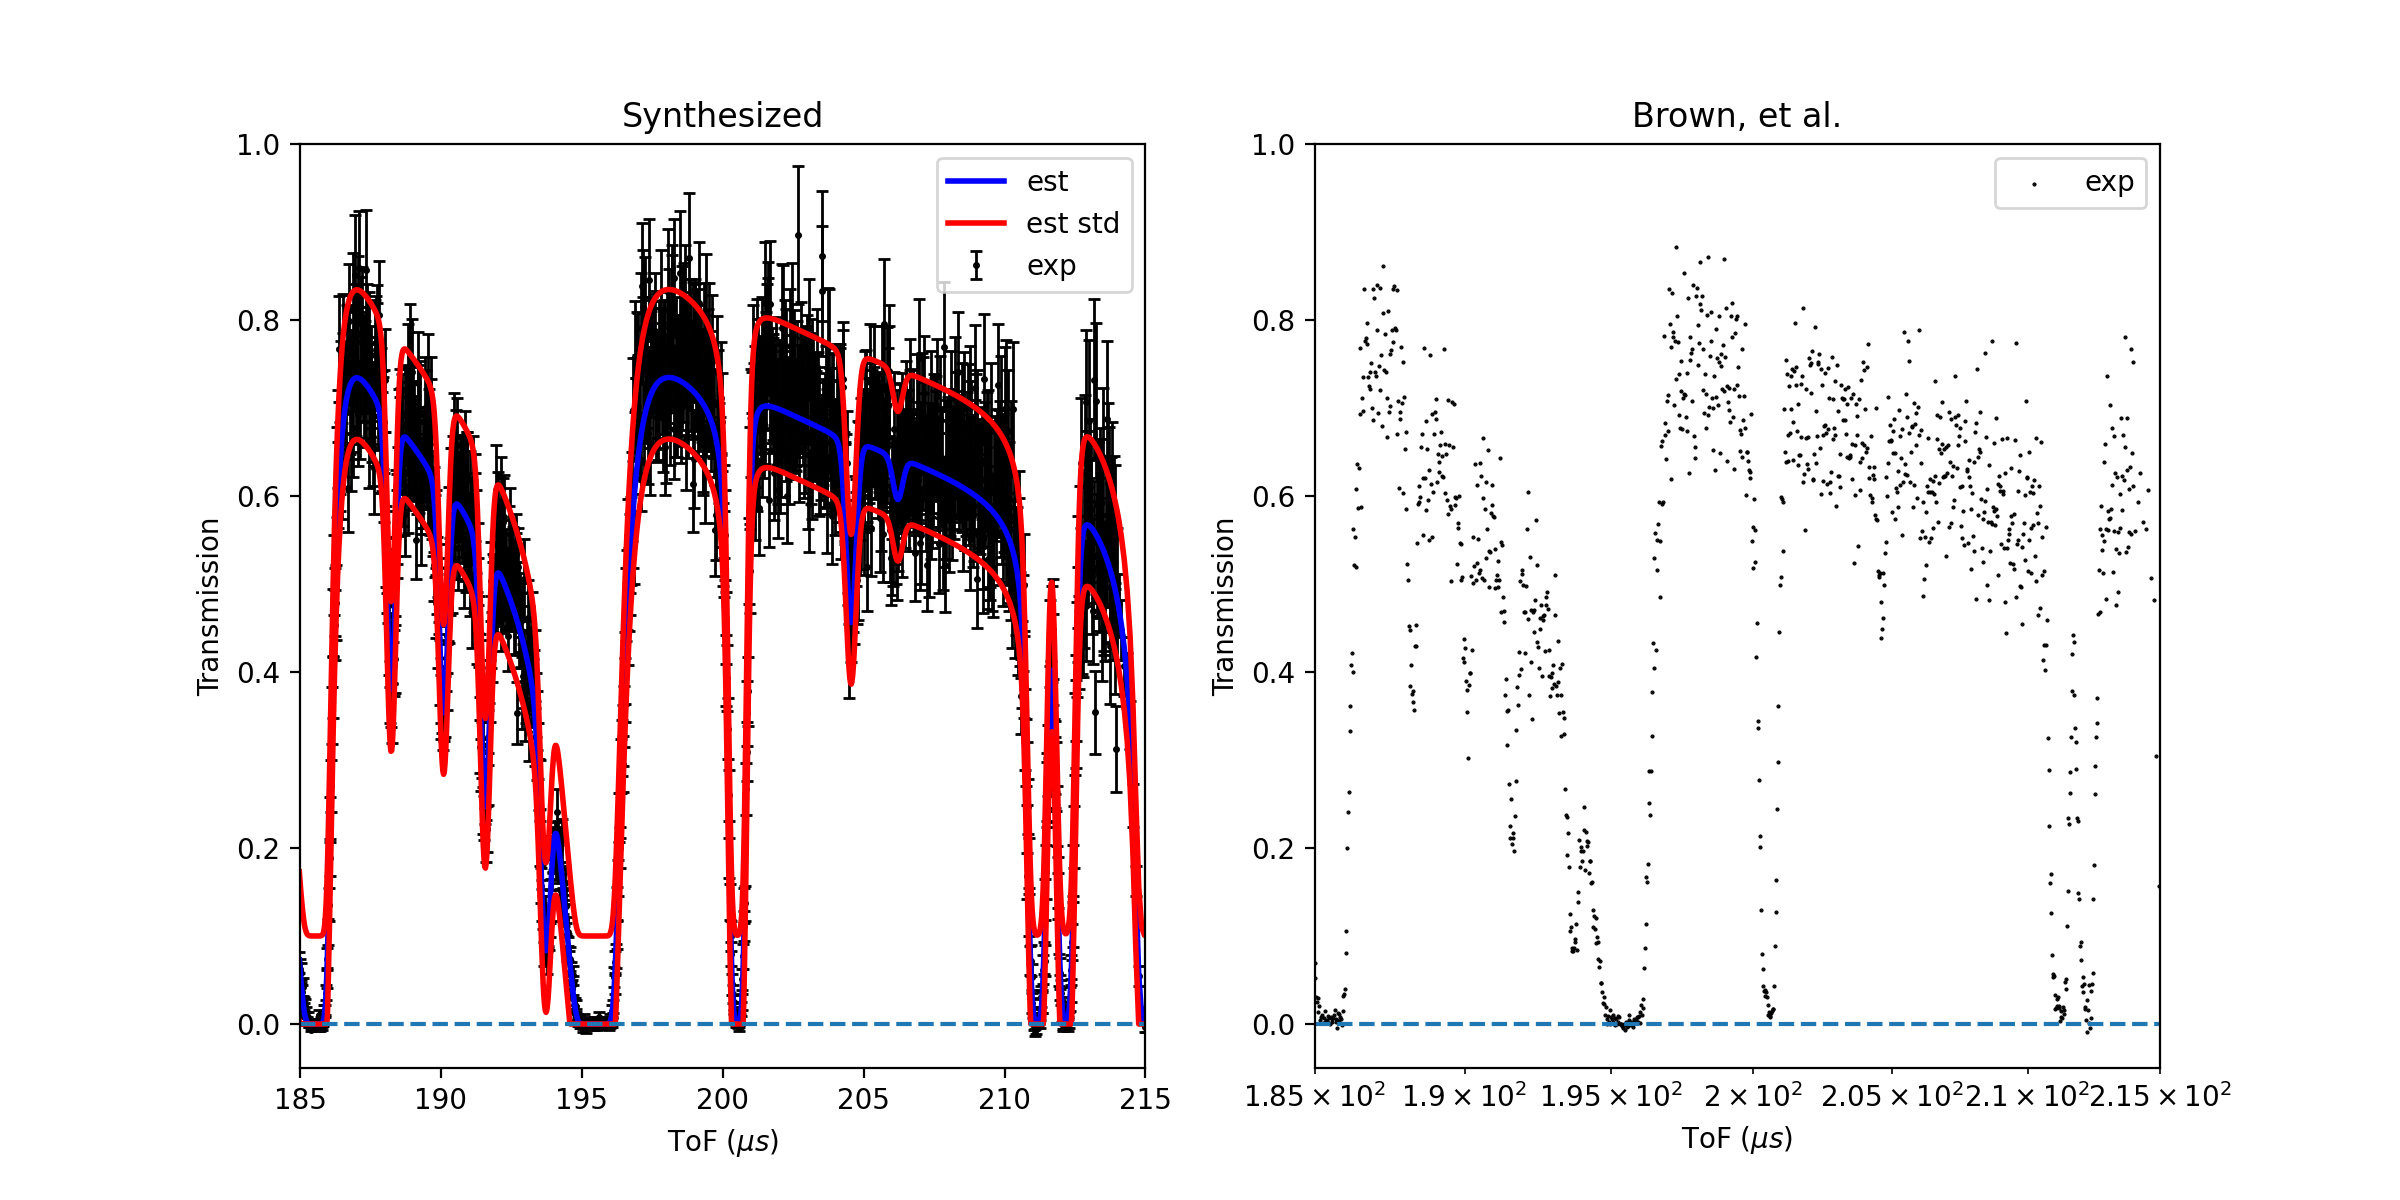 Synthesized
1.0
0.8
0.6
0.4
0.2
0.0
Transmission
est
est std
exp
185
190
195
200
205
210
215
ToF (μs)
Brown, et al.
1.0
0.8
0.6
0.4
0.2
0.0
Transmission
exp
1.85 × 10²
1.9 × 10²
1.95 × 10²
2 × 10²
2.05 × 10²
2.1 × 10²
2.15 × 10²
ToF (μs)